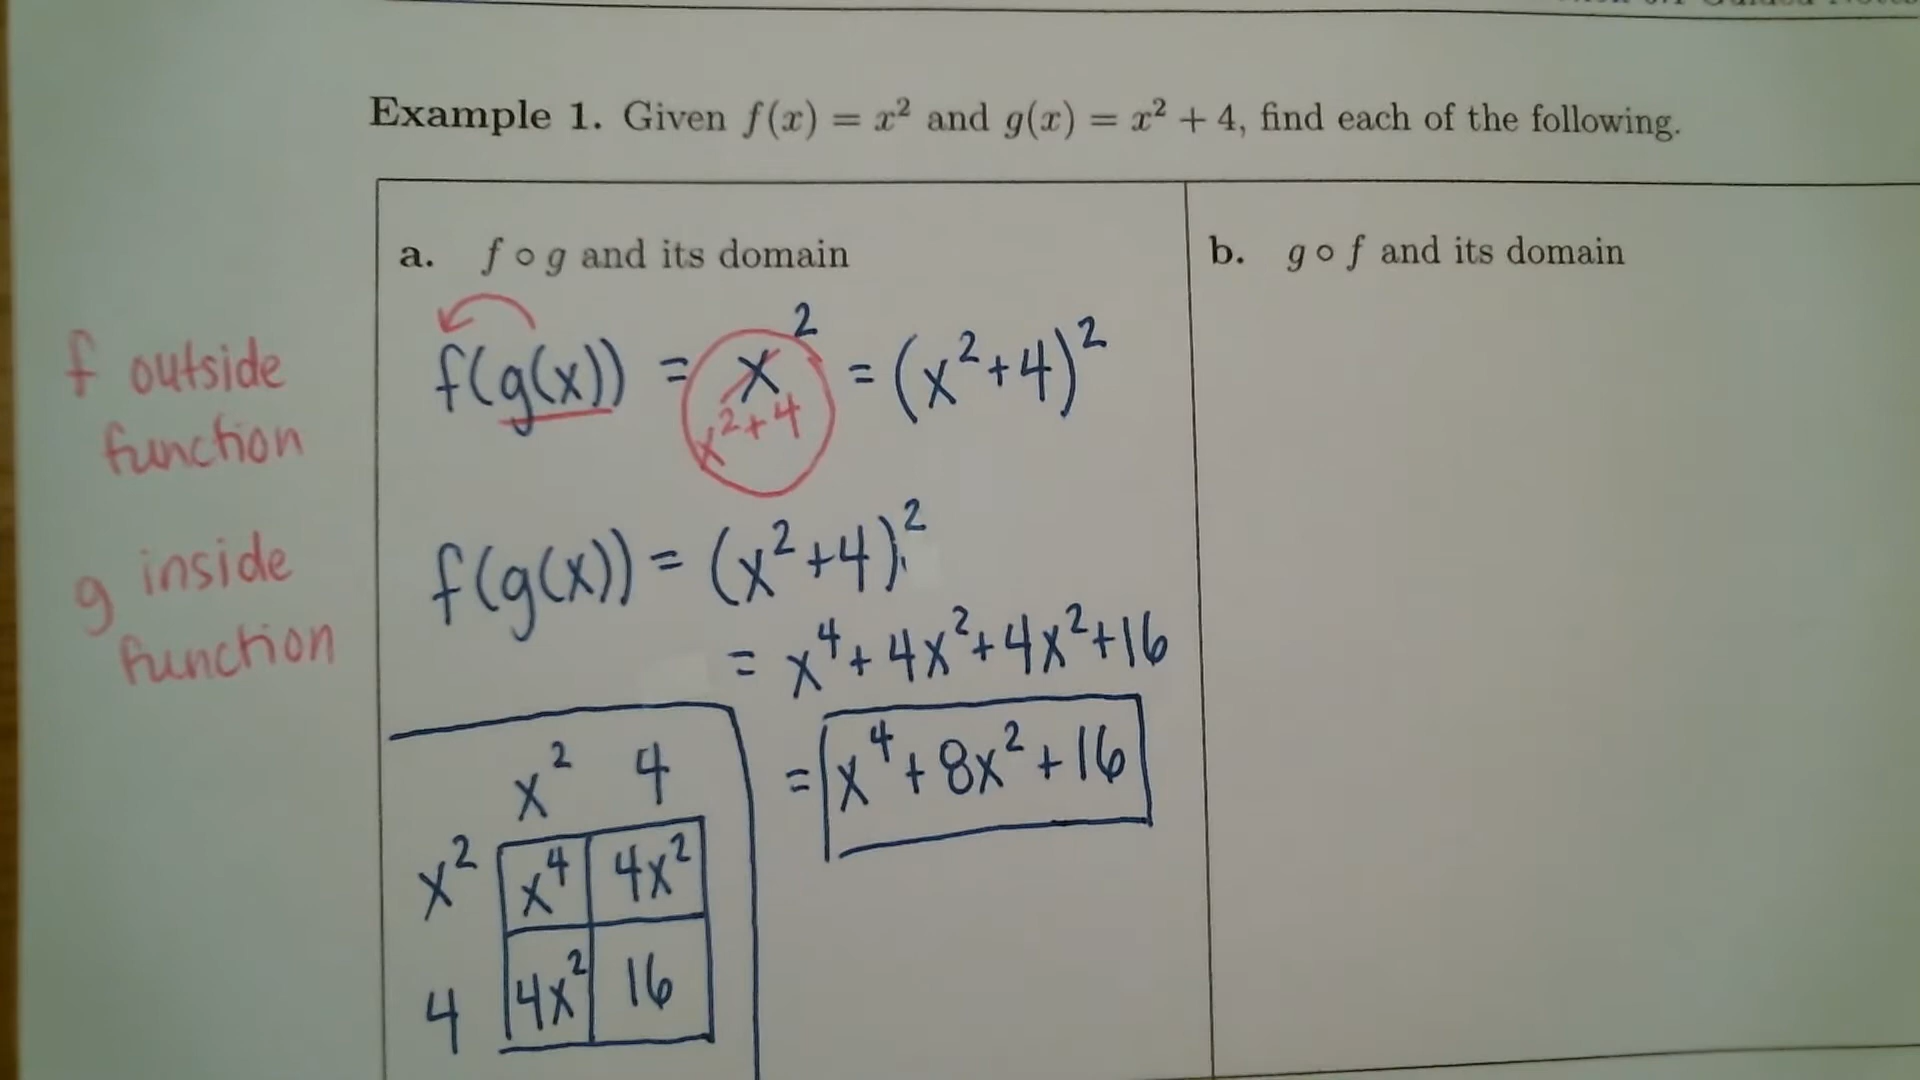 Example 1. Given f(x) = x² and g(x) = x² + 4, find each of the following.
a. f ∘ g and its domain
f(g(x)) = x² = (x²+4)²
x²+4
f(g(x)) = (x²+4)²
= x⁴+4x²+4x²+16
= x⁴+8x²+16
x² 4
x² x⁴ 4x²
4 4x² 16
f outside
function
g inside
function
b. g ∘ f and its domain